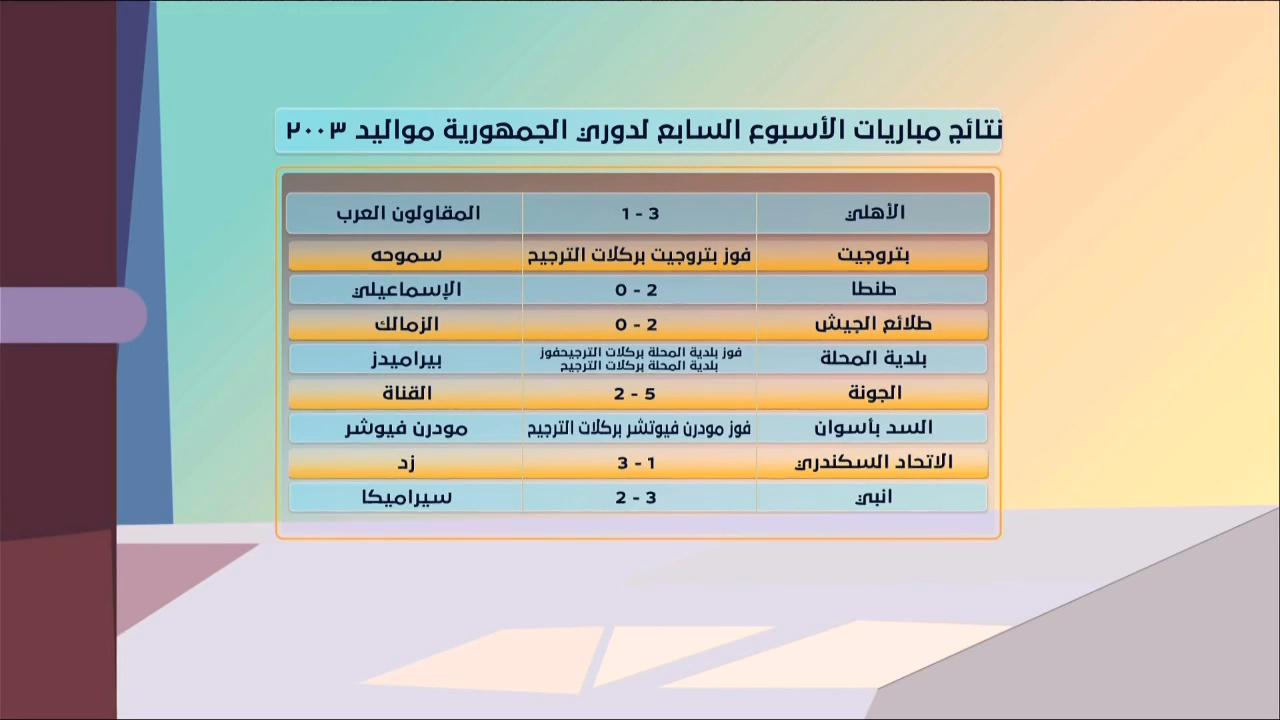 نتائج مباريات الأسبوع السابع لدوري الجمهورية مواليد ٢٠٠٣
الأهلي 1 - 3 المقاولون العرب
بتروجيت فوز بتروجيت بركلات الترجيح سموحه
طنطا 0 - 2 الإسماعيلي
طلائع الجيش 0 - 2 الزمالك
بلدية المحلة فوز بلدية المحلة بركلات الترجيحفوز بيراميدز
بلدية المحلة بركلات الترجيح
الجونة 2 - 5 القناة
السد بأسوان فوز مودرن فيوتشر بركلات الترجيح مودرن فيوشر
الاتحاد السكندري 3 - 1 زد
انبي 2 - 3 سيراميكا